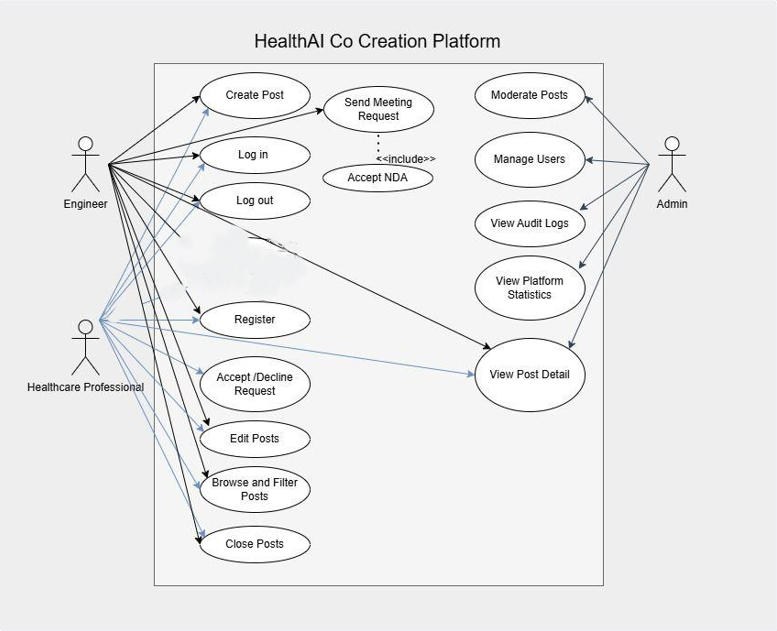 HealthAI Co Creation Platform
Create Post
Send Meeting
Request
Moderate Posts
Log in
<<include>>
Manage Users
Accept NDA
Engineer
Log out
Admin
View Audit Logs
View Platform
Statistics
Register
Healthcare Professional
Accept /Decline
Request
View Post Detail
Edit Posts
Browse and Filter
Posts
Close Posts